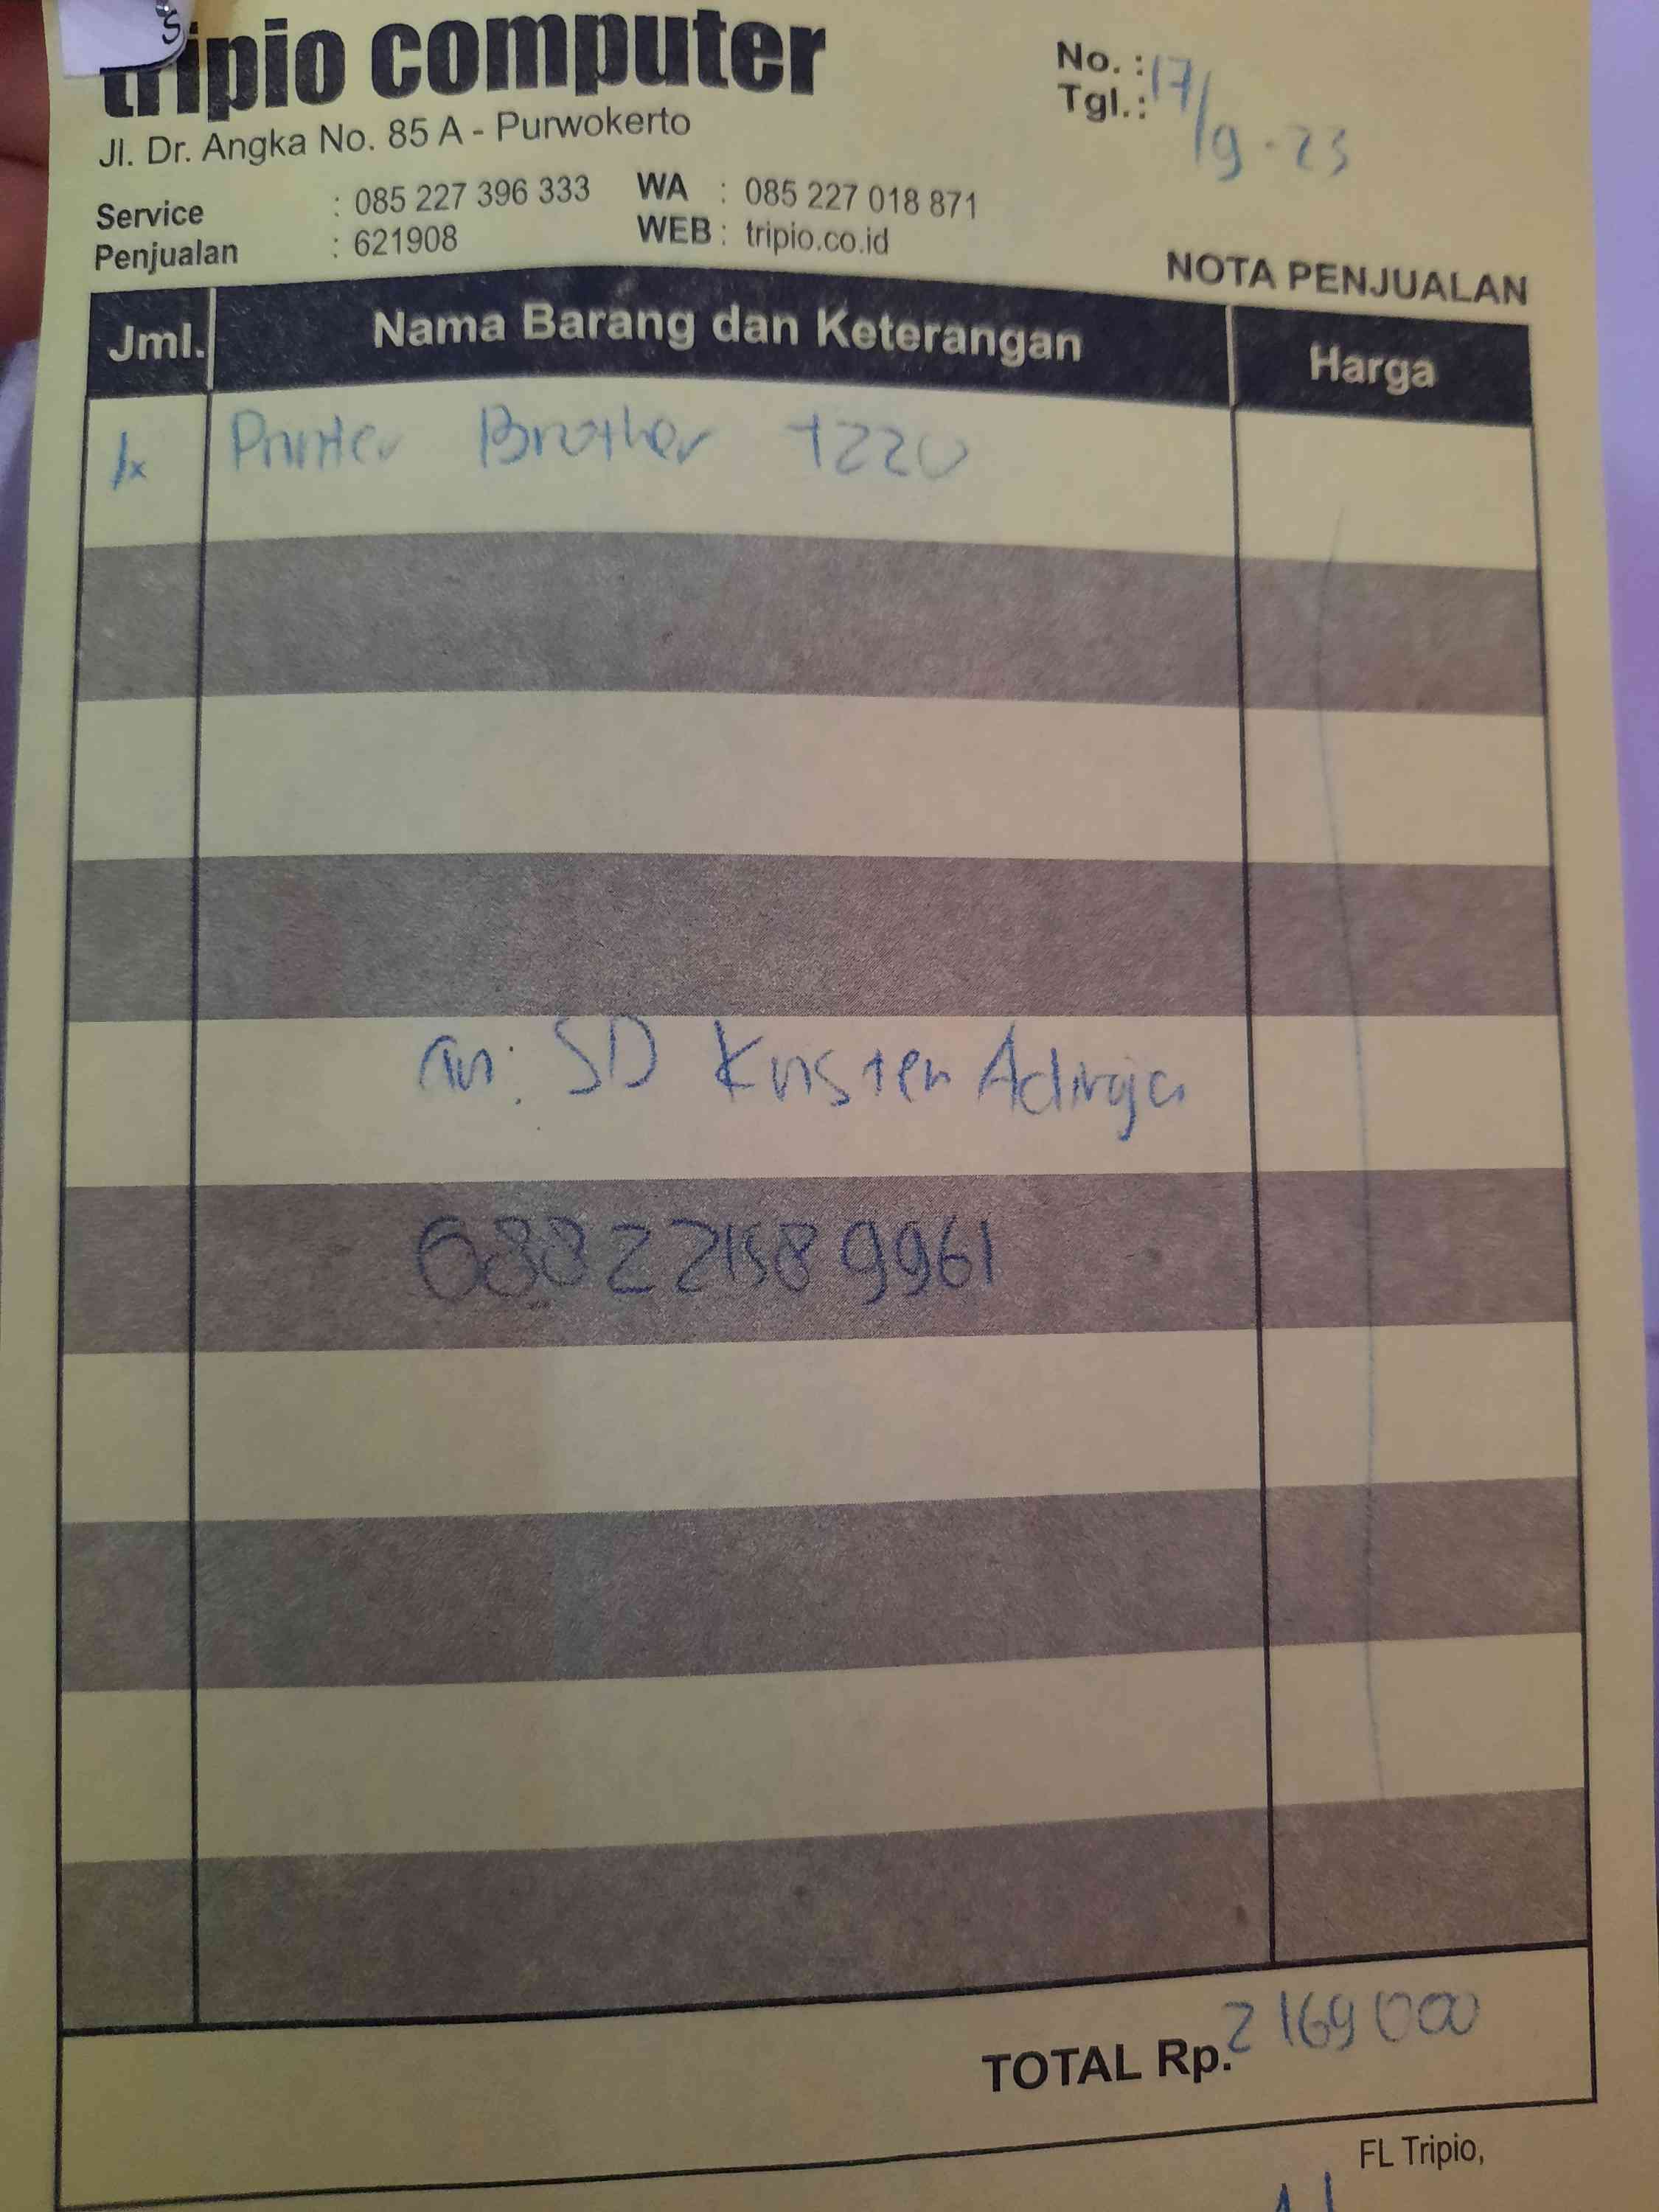 tripio computer
Jl. Dr. Angka No. 85 A - Purwokerto
No. :
Tgl.: 17/9-23
Service : 085 227 396 333 WA : 085 227 018 871
Penjualan : 621908 WEB : tripio.co.id
NOTA PENJUALAN
Jml. Nama Barang dan Keterangan Harga
1x Printer Brother T220
an: SD Kristen Adiraja
TOTAL Rp. 2169000
FL Tripio,